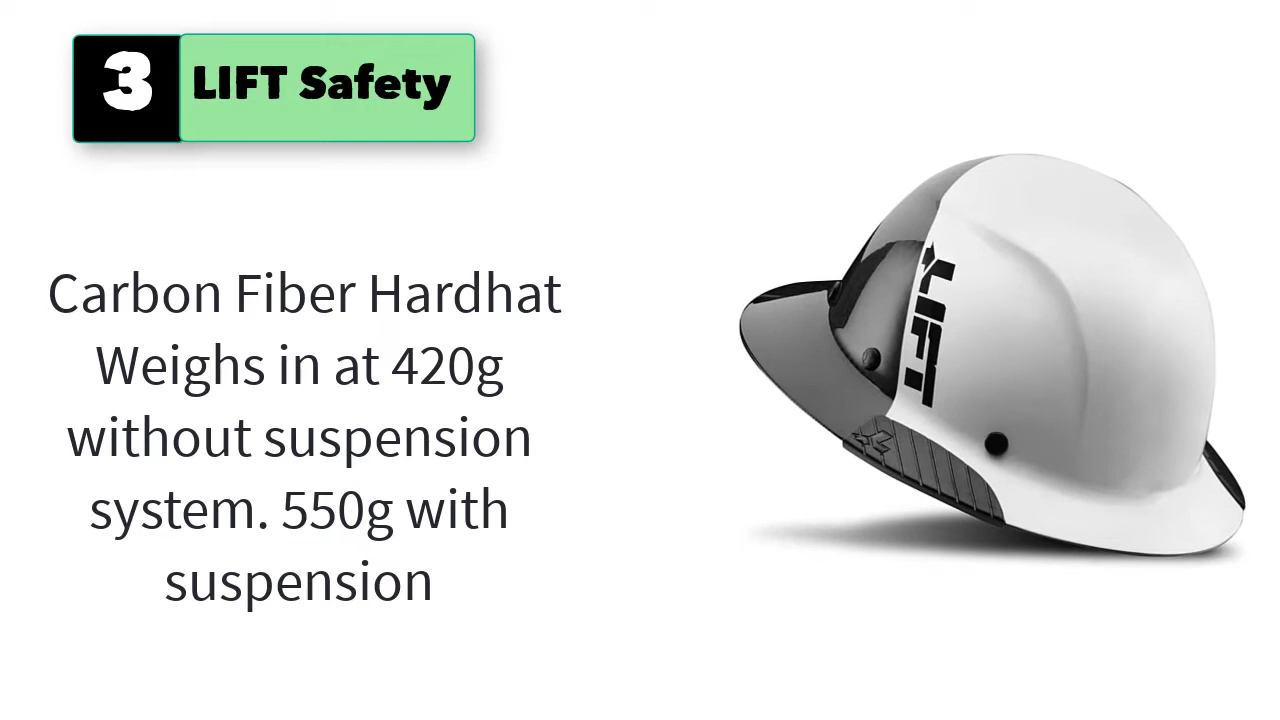 3 LIFT Safety
Carbon Fiber Hardhat
Weighs in at 420g
without suspension
system. 550g with
suspension
LIFT